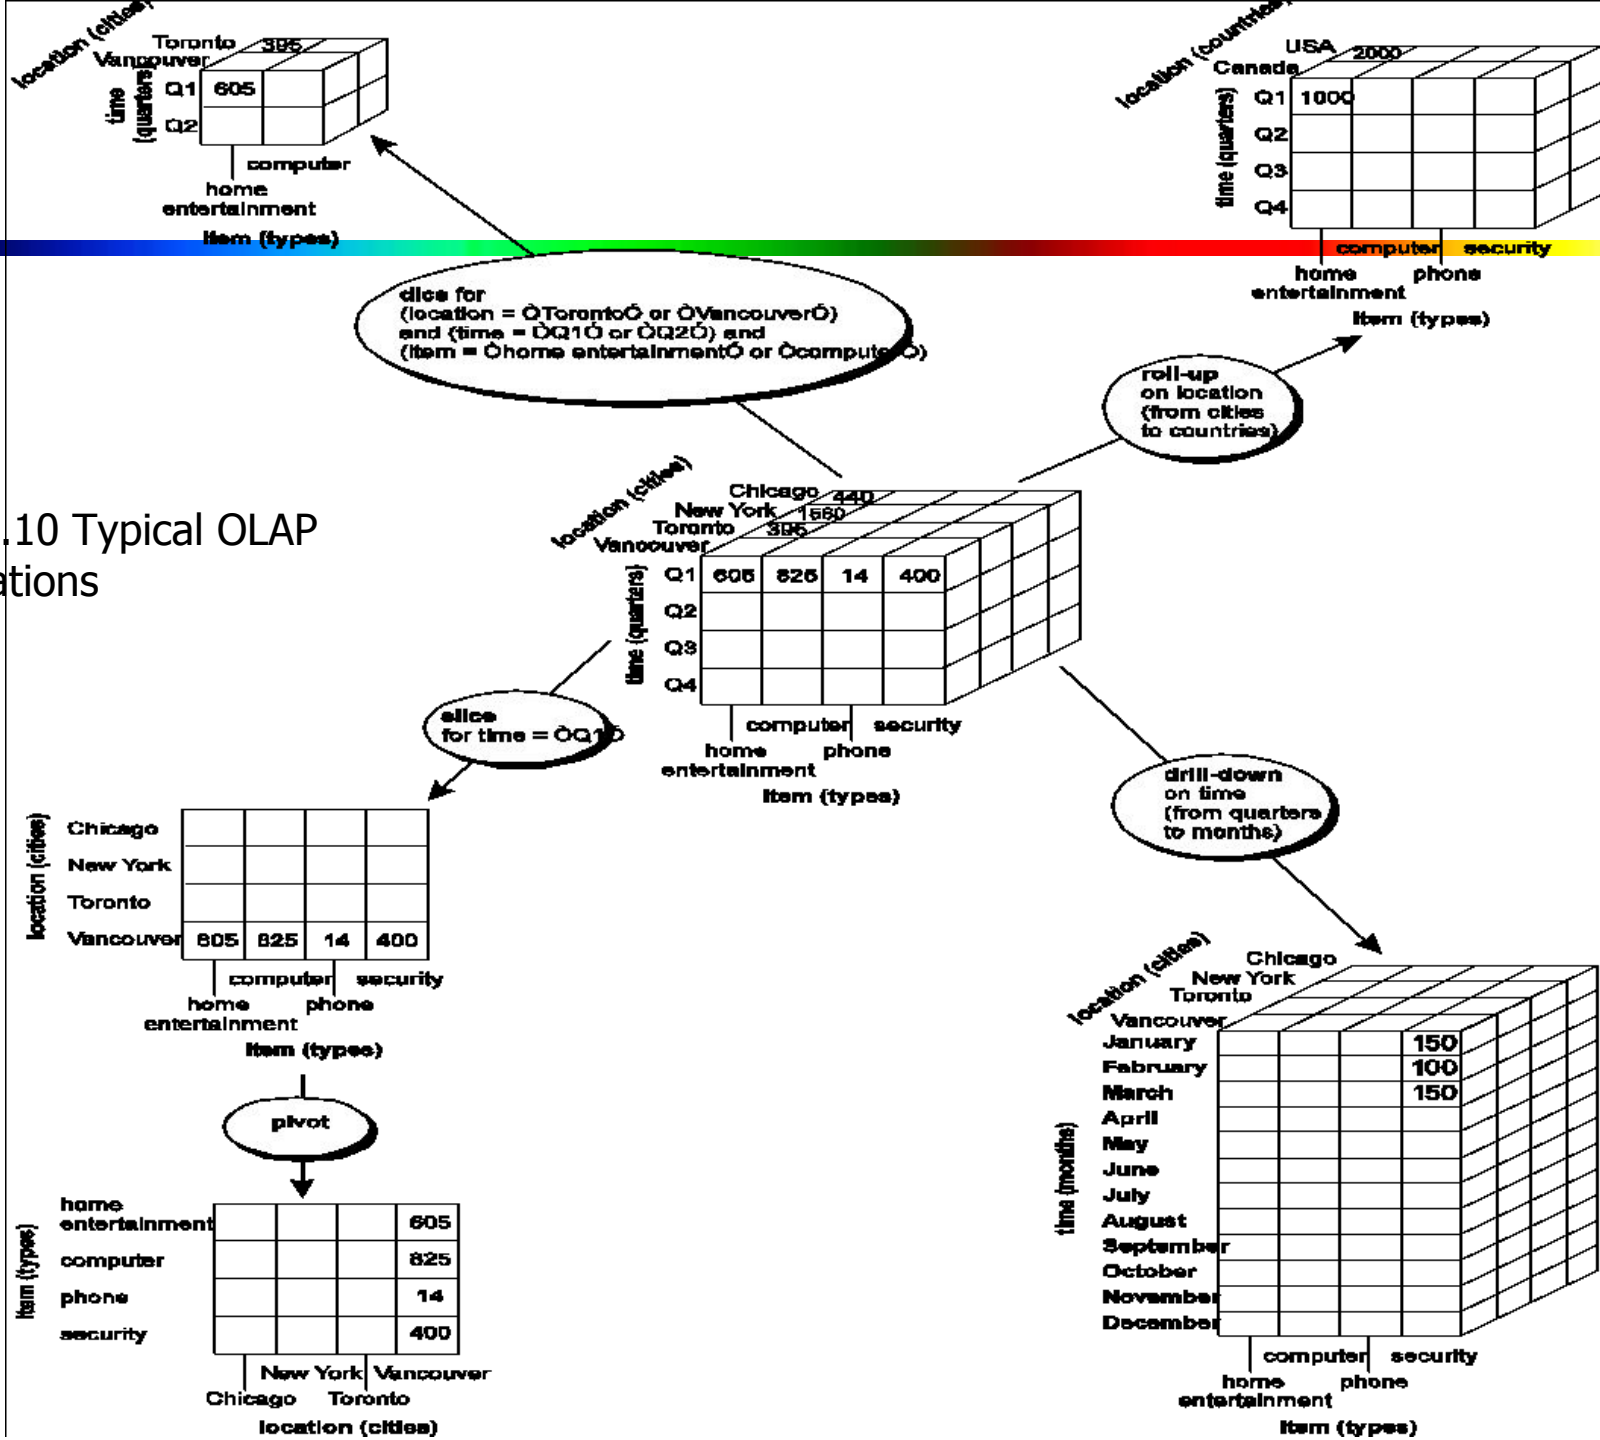 location (cities)
Toronto 395
Vancouver
time (quarters)
Q1 605
Q2
computer
home
entertainment
item (types)
location (countries)
USA 2000
Canada
time (quarters)
Q1 1000
Q2
Q3
Q4
computer security
home phone
entertainment
item (types)
dice for
(location = ÒTorontoÓ or ÒVancouverÓ)
and (time = ÒQ1Ó or ÒQ2Ó) and
(item = Òhome entertainmentÓ or ÒcomputerÓ)
roll-up
on location
(from cities
to countries)
.10 Typical OLAP
ations
location (cities)
Chicago 440
New York 1560
Toronto 395
Vancouver
time (quarters)
Q1 605 825 14 400
Q2
Q3
Q4
computer security
home phone
entertainment
item (types)
slice
for time = ÒQ1Ó
drill-down
on time
(from quarters
to months)
location (cities)
Chicago
New York
Toronto
Vancouver 605 825 14 400
computer security
home phone
entertainment
item (types)
pivot
item (types)
home
entertainment 605
computer 825
phone 14
security 400
New York Vancouver
Chicago Toronto
location (cities)
location (cities)
Chicago
New York
Toronto
Vancouver
time (months)
January 150
February 100
March 150
April
May
June
July
August
September
October
November
December
computer security
home phone
entertainment
item (types)